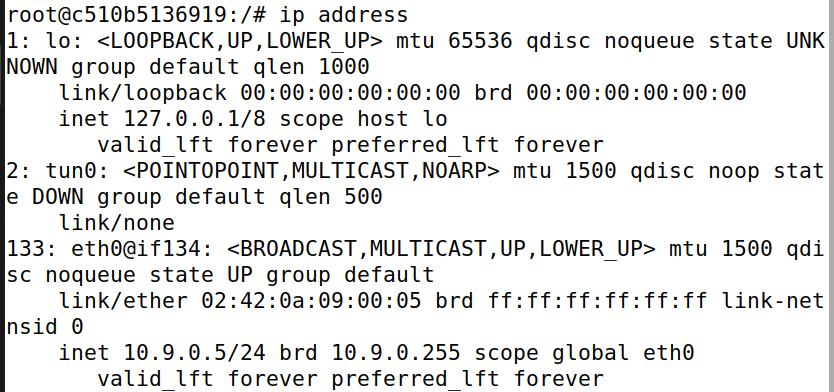 root@c510b5136919:/# ip address
1: lo: <LOOPBACK,UP,LOWER_UP> mtu 65536 qdisc noqueue state UNK
NOWN group default qlen 1000
    link/loopback 00:00:00:00:00:00 brd 00:00:00:00:00:00
    inet 127.0.0.1/8 scope host lo
       valid_lft forever preferred_lft forever
2: tun0: <POINTOPOINT,MULTICAST,NOARP> mtu 1500 qdisc noop stat
e DOWN group default qlen 500
    link/none
133: eth0@if134: <BROADCAST,MULTICAST,UP,LOWER_UP> mtu 1500 qdi
sc noqueue state UP group default
    link/ether 02:42:0a:09:00:05 brd ff:ff:ff:ff:ff:ff link-net
nsid 0
    inet 10.9.0.5/24 brd 10.9.0.255 scope global eth0
       valid_lft forever preferred_lft forever